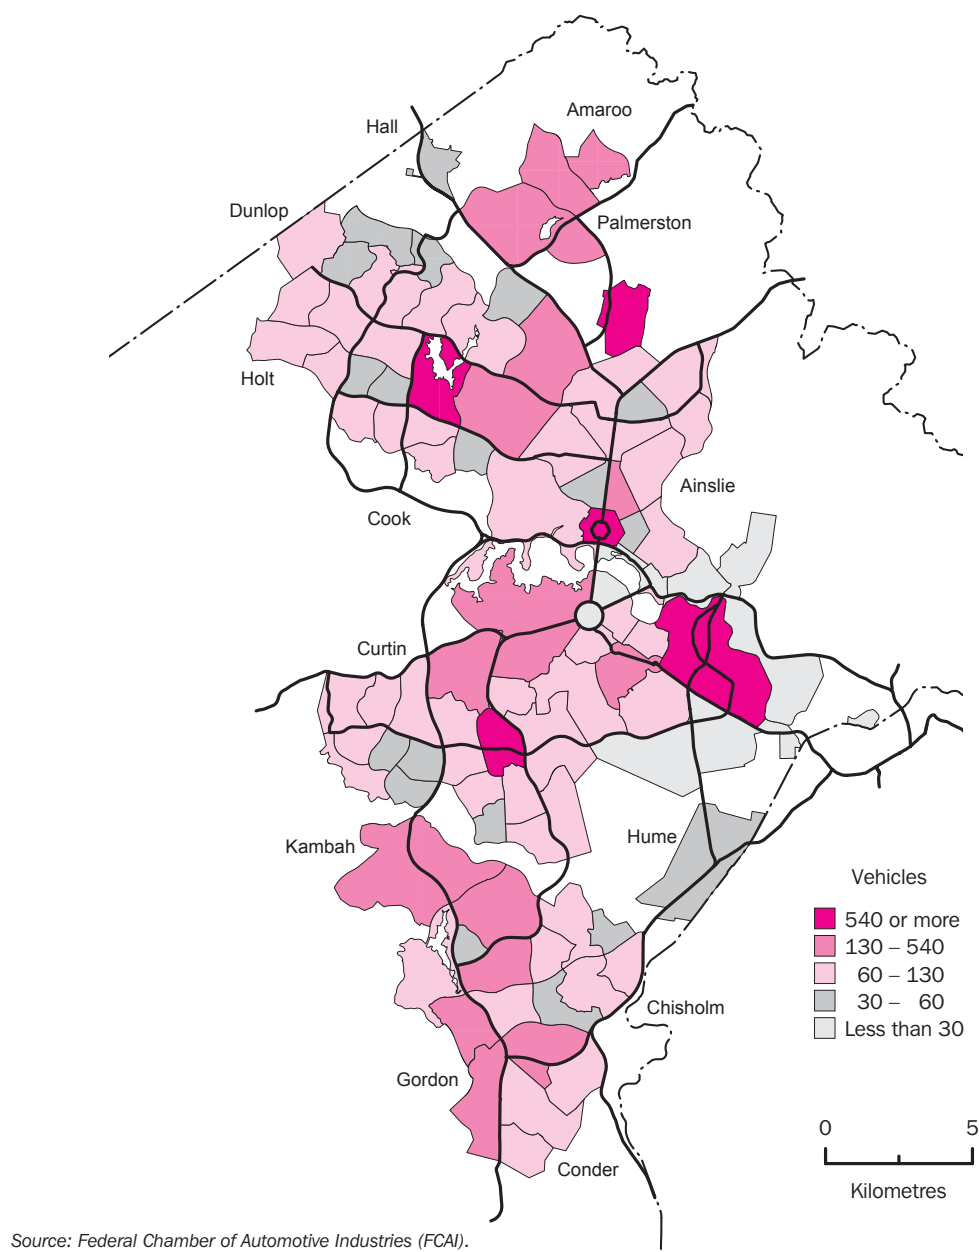 Amaroo
Hall
Dunlop
Palmerston
Holt
Ainslie
Cook
Curtin
Kambah
Hume
Chisholm
Gordon
Conder
Vehicles
540 or more
130 – 540
60 – 130
30 – 60
Less than 30
0 5
Kilometres
Source: Federal Chamber of Automotive Industries (FCAI).